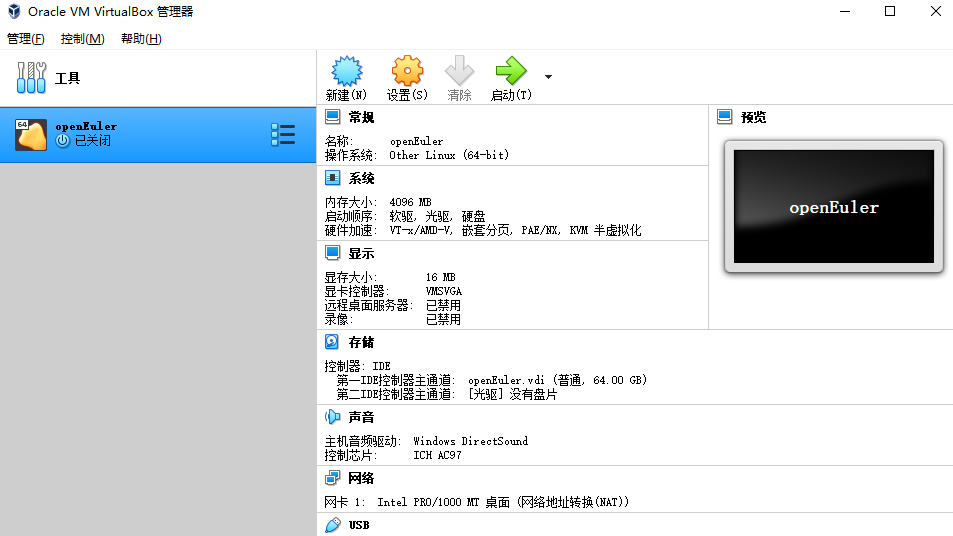 Oracle VM VirtualBox 管理器
管理(F) 控制(M) 帮助(H)
工具
新建(N) 设置(S) 清除 启动(T)
64
openEuler
已关闭
常规
名称: openEuler
操作系统: Other Linux (64-bit)
预览
openEuler
系统
内存大小: 4096 MB
启动顺序: 软驱, 光驱, 硬盘
硬件加速: VT-x/AMD-V, 嵌套分页, PAE/NX, KVM 半虚拟化
显示
显存大小: 16 MB
显卡控制器: VMSVGA
远程桌面服务器: 已禁用
录像: 已禁用
存储
控制器: IDE
第一IDE控制器主通道: openEuler.vdi (普通, 64.00 GB)
第二IDE控制器主通道: [光驱] 没有盘片
声音
主机音频驱动: Windows DirectSound
控制芯片: ICH AC97
网络
网卡 1: Intel PRO/1000 MT 桌面 (网络地址转换(NAT))
USB